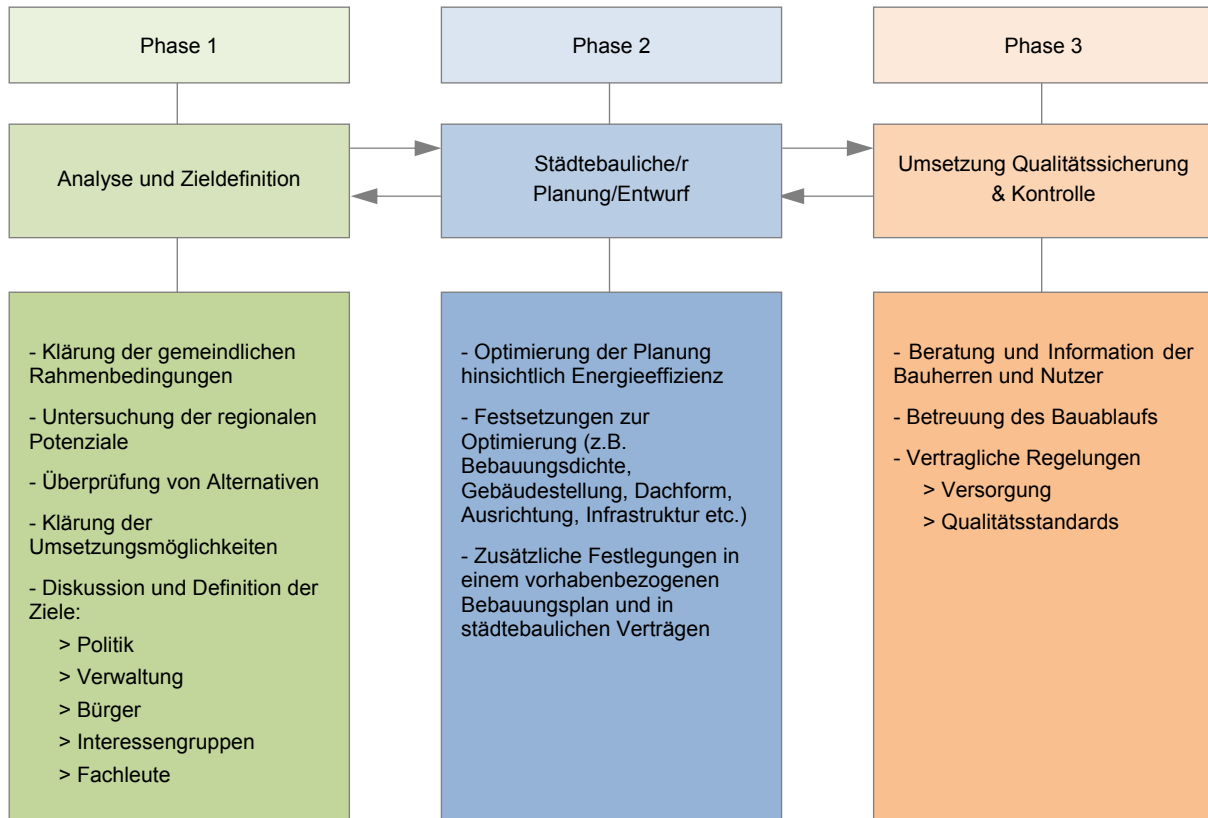 Phase 1
Analyse und Zieldefinition
- Klärung der gemeindlichen
Rahmenbedingungen
- Untersuchung der regionalen
Potenziale
- Überprüfung von Alternativen
- Klärung der
Umsetzungsmöglichkeiten
- Diskussion und Definition der
Ziele:
> Politik
> Verwaltung
> Bürger
> Interessengruppen
> Fachleute
Phase 2
Städtebauliche/r
Planung/Entwurf
- Optimierung der Planung
hinsichtlich Energieeffizienz
- Festsetzungen zur
Optimierung (z.B.
Bebauungsdichte,
Gebäudestellung, Dachform,
Ausrichtung, Infrastruktur etc.)
- Zusätzliche Festlegungen in
einem vorhabenbezogenen
Bebauungsplan und in
städtebaulichen Verträgen
Phase 3
Umsetzung Qualitätssicherung
& Kontrolle
- Beratung und Information der
Bauherren und Nutzer
- Betreuung des Bauablaufs
- Vertragliche Regelungen
> Versorgung
> Qualitätsstandards